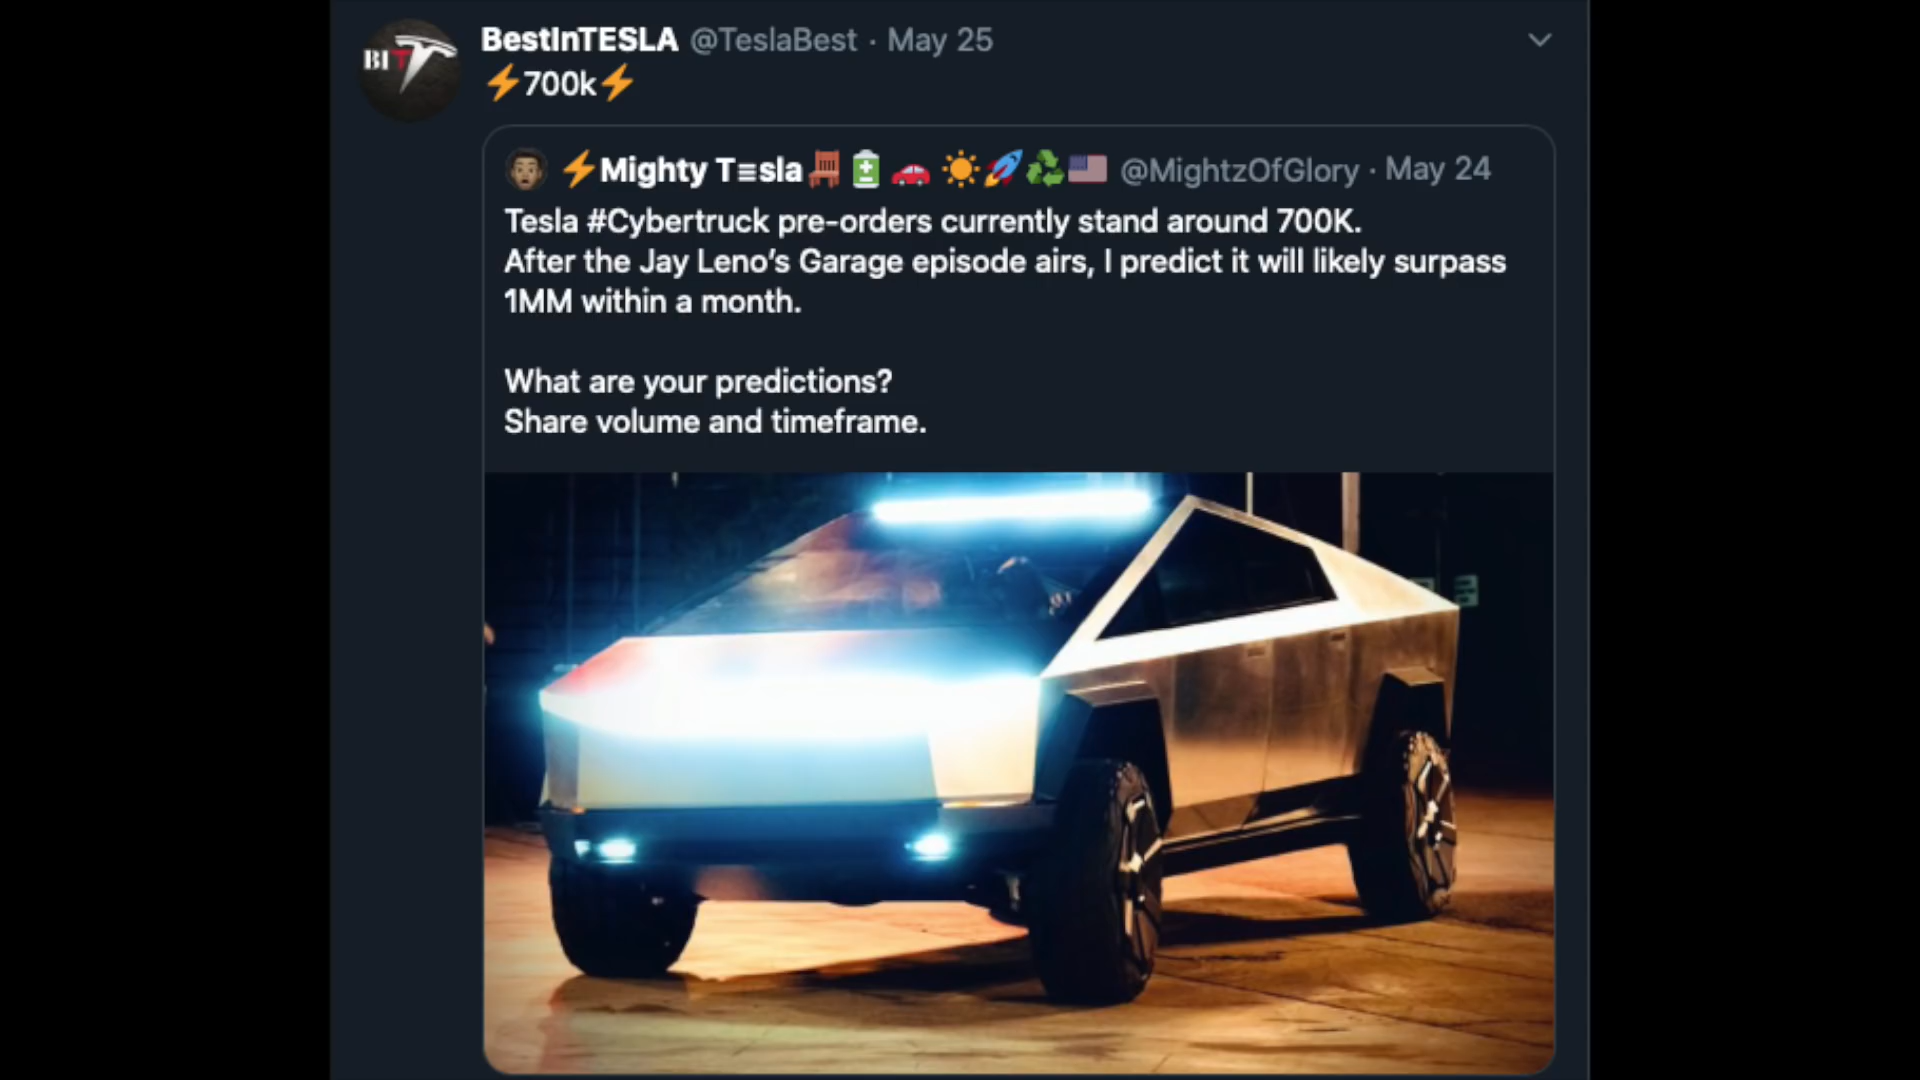 BIT
BestInTESLA @TeslaBest · May 25
⚡700k⚡
⚡Mighty T≡sla🪑🔋🚗☀️🚀♻️🇺🇸 @MightzOfGlory · May 24
Tesla #Cybertruck pre-orders currently stand around 700K.
After the Jay Leno’s Garage episode airs, I predict it will likely surpass
1MM within a month.
What are your predictions?
Share volume and timeframe.